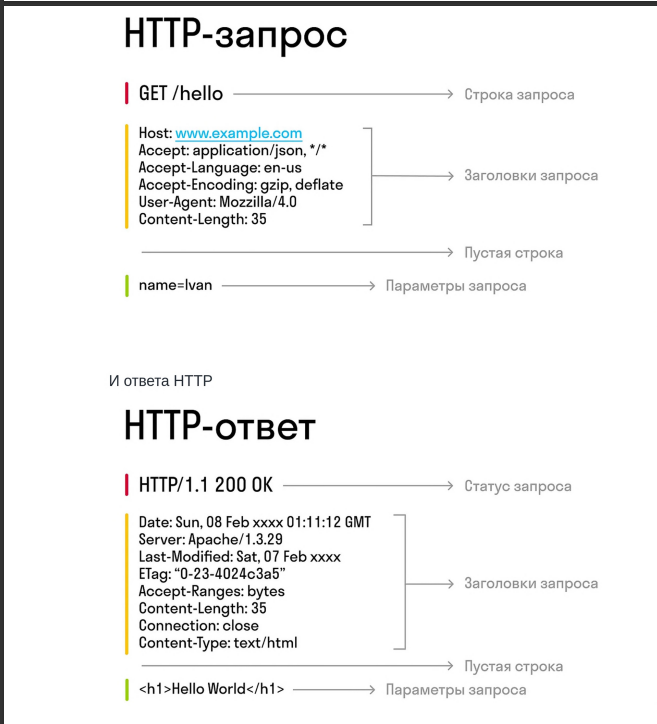 HTTP-запрос
GET /hello
Строка запроса
Host: www.example.com
Accept: application/json, */*
Accept-Language: en-us
Accept-Encoding: gzip, deflate
User-Agent: Mozzilla/4.0
Content-Length: 35
Заголовки запроса
Пустая строка
name=Ivan
Параметры запроса
И ответа HTTP
HTTP-ответ
HTTP/1.1 200 OK
Статус запроса
Date: Sun, 08 Feb xxxx 01:11:12 GMT
Server: Apache/1.3.29
Last-Modified: Sat, 07 Feb xxxx
ETag: “0-23-4024c3a5”
Accept-Ranges: bytes
Content-Length: 35
Connection: close
Content-Type: text/html
Заголовки запроса
Пустая строка
<h1>Hello World</h1>
Параметры запроса